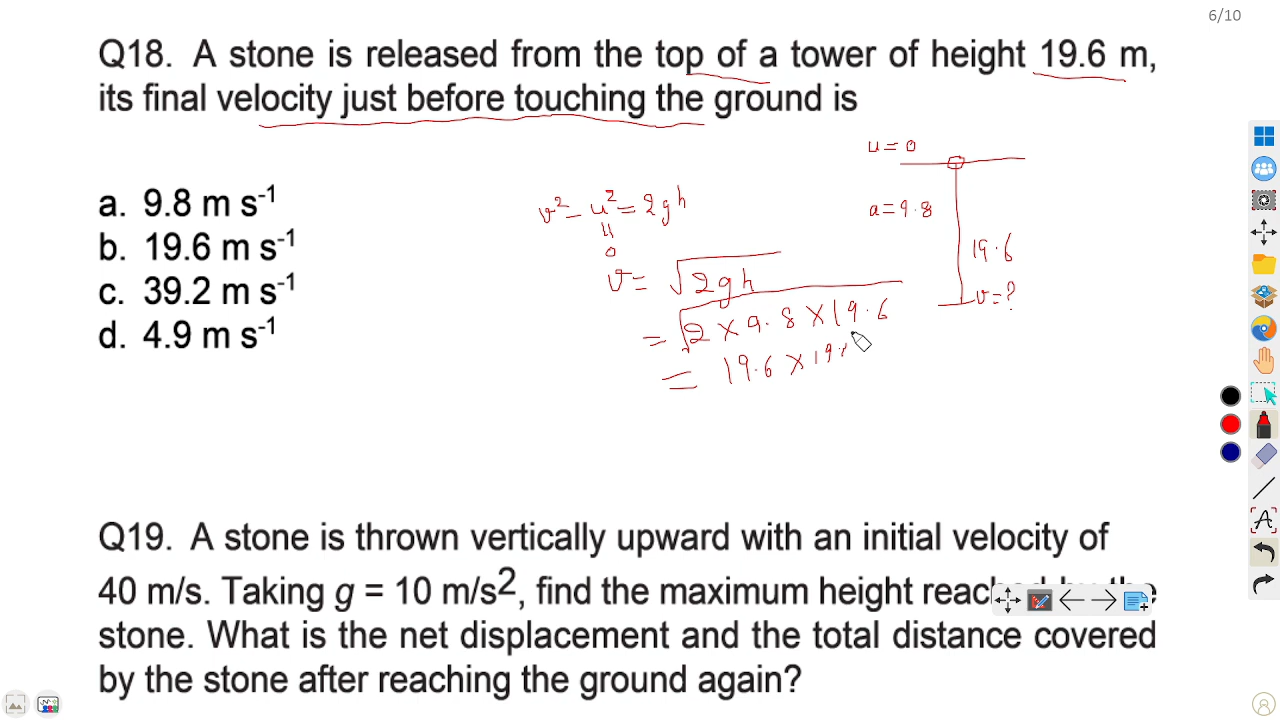 6/10
Q18. A stone is released from the top of a tower of height 19.6 m,
its final velocity just before touching the ground is
u = 0
a. 9.8 m s⁻¹
b. 19.6 m s⁻¹
c. 39.2 m s⁻¹
d. 4.9 m s⁻¹
v² - u² = 2gh
11
0
a = 9.8
19.6
v = ?
v = √2gh
= √2 × 9.8 × 19.6
= 19.6 × 19.
Q19. A stone is thrown vertically upward with an initial velocity of
40 m/s. Taking g = 10 m/s², find the maximum height reac
stone. What is the net displacement and the total distance covered
by the stone after reaching the ground again?